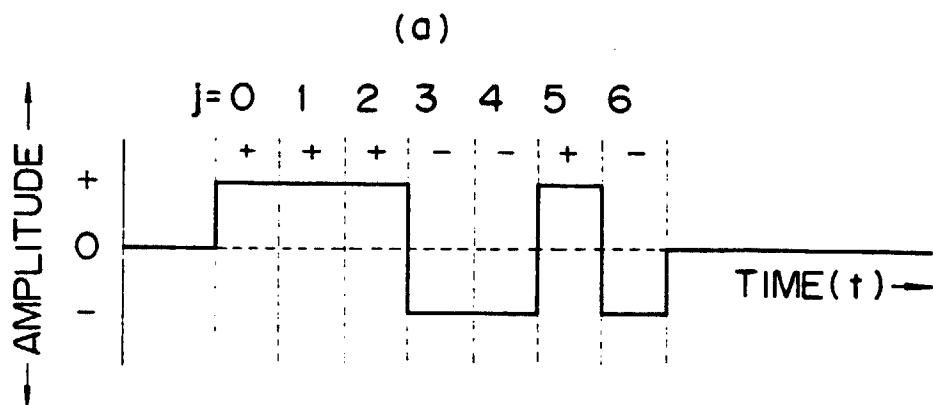 (a)
j=0 1 2 3 4 5 6
+ + + − − + −
+
0
−
← AMPLITUDE →
TIME(t) →